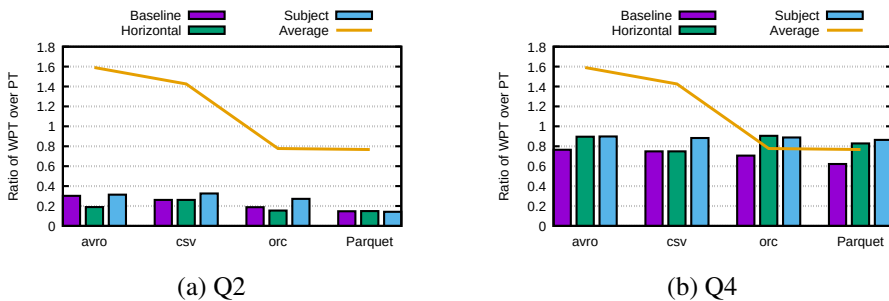 Baseline Subject
Horizontal Average
Ratio of WPT over PT
1.8
1.6
1.4
1.2
1
0.8
0.6
0.4
0.2
0
avro csv orc Parquet
(a) Q2
Baseline Subject
Horizontal Average
Ratio of WPT over PT
1.8
1.6
1.4
1.2
1
0.8
0.6
0.4
0.2
0
avro csv orc Parquet
(b) Q4